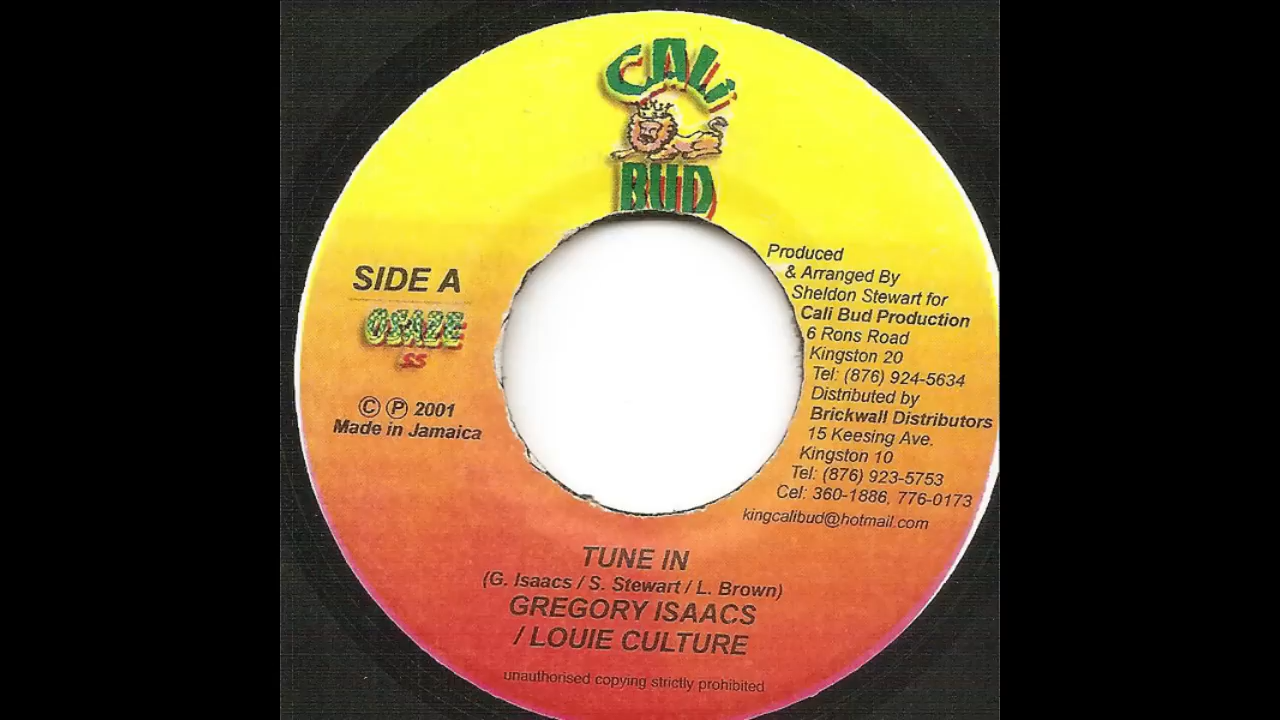 CALI
BUD
SIDE A
OSAZE
SS
© ℗ 2001
Made in Jamaica
Produced
& Arranged By
Sheldon Stewart for
Cali Bud Production
6 Rons Road
Kingston 20
Tel: (876) 924-5634
Distributed by
Brickwall Distributors
15 Keesing Ave.
Kingston 10
Tel: (876) 923-5753
Cel: 360-1886, 776-0173
kingcalibud@hotmail.com
TUNE IN
(G. Isaacs / S. Stewart / L. Brown)
GREGORY ISAACS
/ LOUIE CULTURE
unauthorised copying strictly prohibited